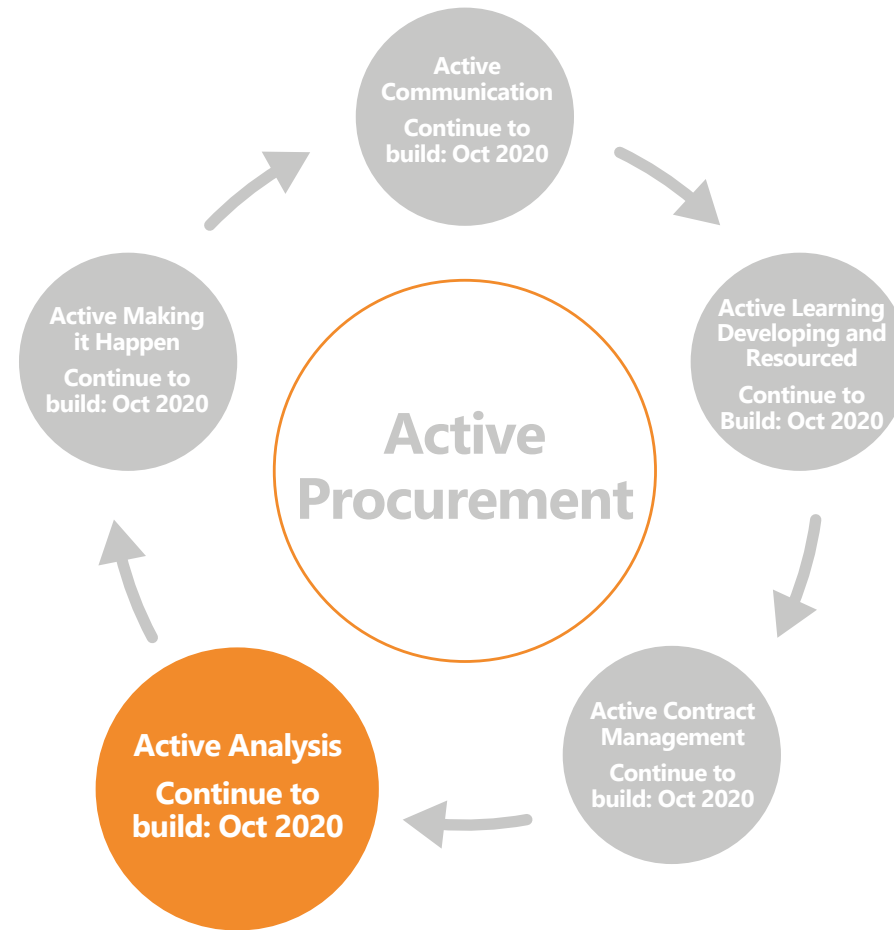 Active
Communication
Continue to
build: Oct 2020
Active Learning
Developing and
Resourced
Continue to
Build: Oct 2020
Active Contract
Management
Continue to
build: Oct 2020
Active Analysis
Continue to
build: Oct 2020
Active Making
it Happen
Continue to
build: Oct 2020
Active
Procurement